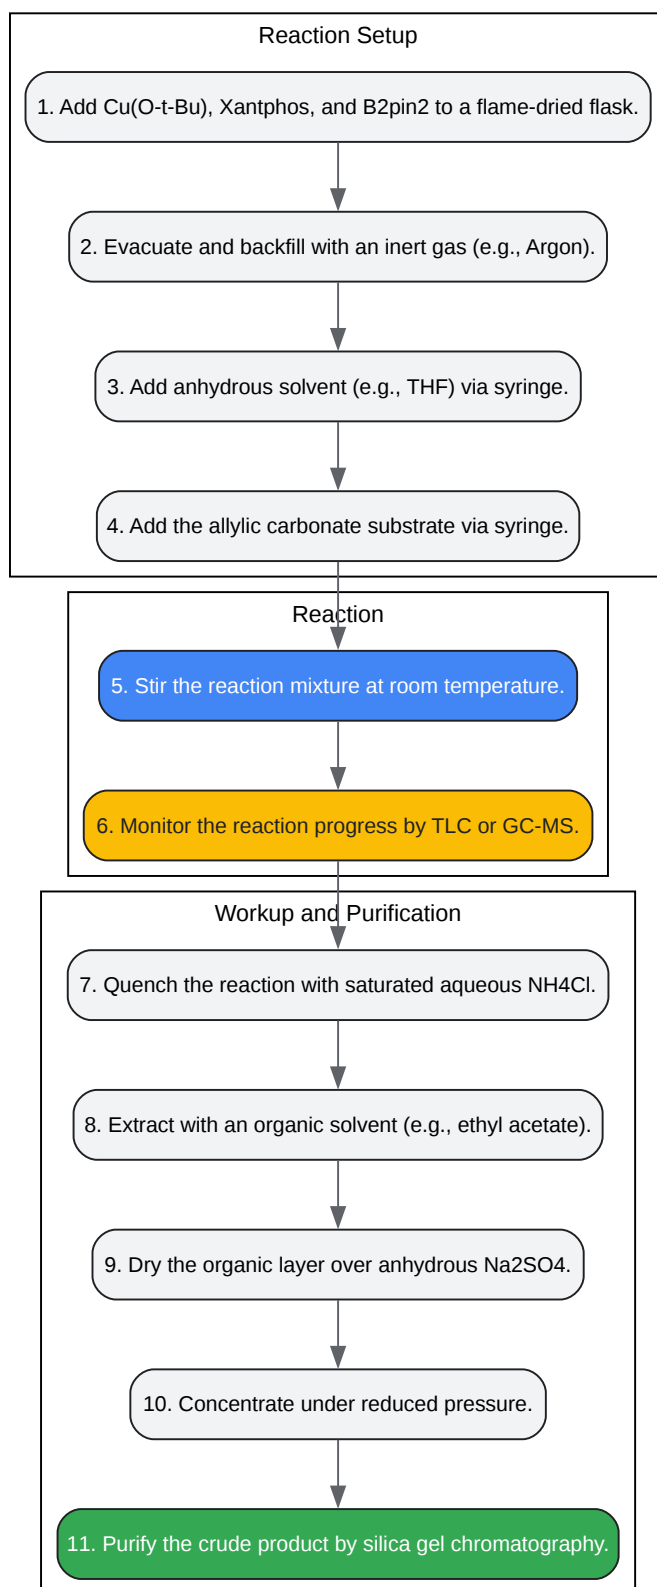 Reaction Setup
1. Add Cu(O-t-Bu), Xantphos, and B2pin2 to a flame-dried flask.
2. Evacuate and backfill with an inert gas (e.g., Argon).
3. Add anhydrous solvent (e.g., THF) via syringe.
4. Add the allylic carbonate substrate via syringe.
Reaction
5. Stir the reaction mixture at room temperature.
6. Monitor the reaction progress by TLC or GC-MS.
Workup and Purification
7. Quench the reaction with saturated aqueous NH4Cl.
8. Extract with an organic solvent (e.g., ethyl acetate).
9. Dry the organic layer over anhydrous Na2SO4.
10. Concentrate under reduced pressure.
11. Purify the crude product by silica gel chromatography.